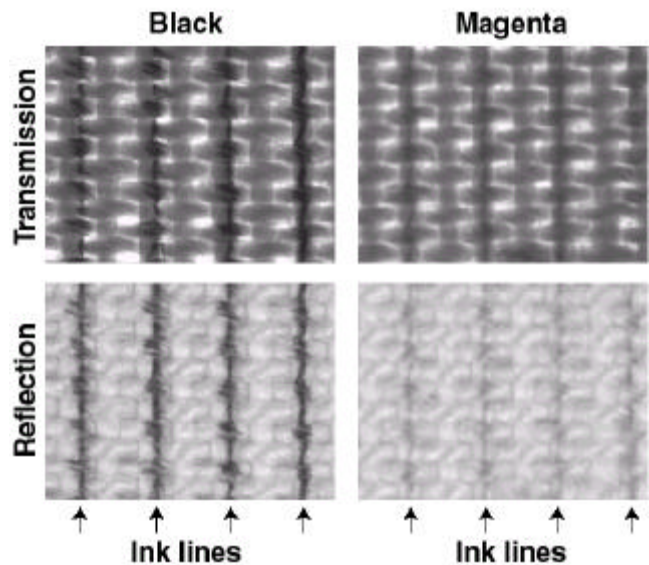 Black
Magenta
Transmission
Reflection
Ink lines
Ink lines